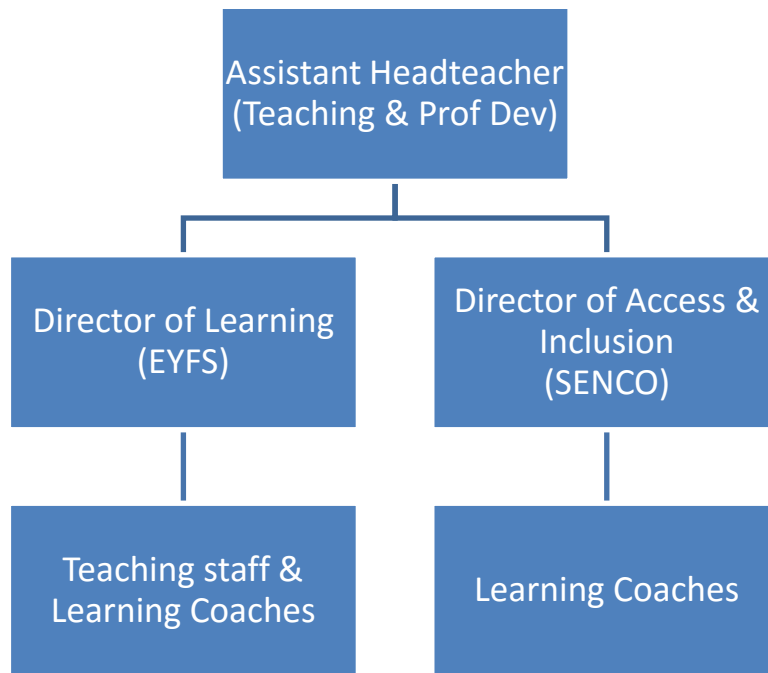 Assistant Headteacher
(Teaching & Prof Dev)
Director of Learning
(EYFS)
Director of Access &
Inclusion
(SENCO)
Teaching staff &
Learning Coaches
Learning Coaches